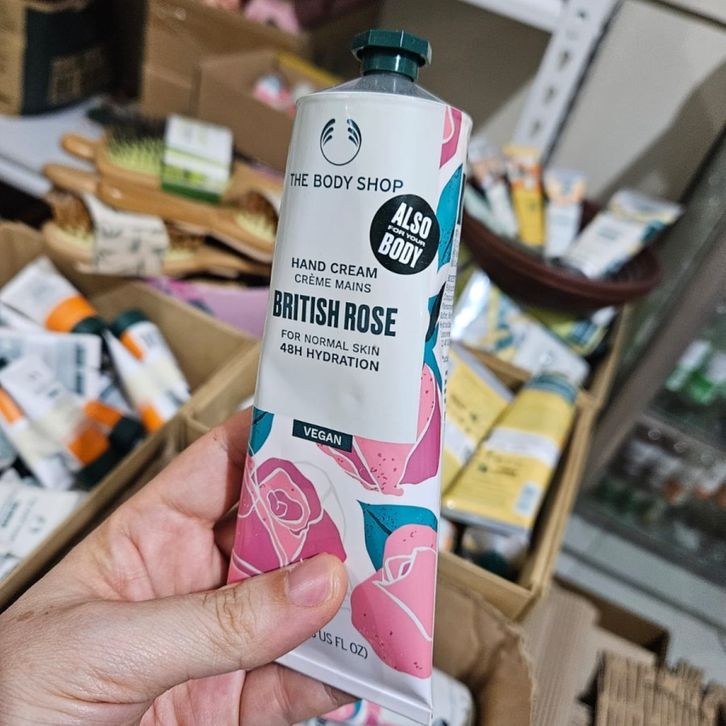 THE BODY SHOP
ALSO
FOR YOUR
BODY
HAND CREAM
CRÈME MAINS
BRITISH ROSE
FOR NORMAL SKIN
48H HYDRATION
VEGAN
US FL OZ)